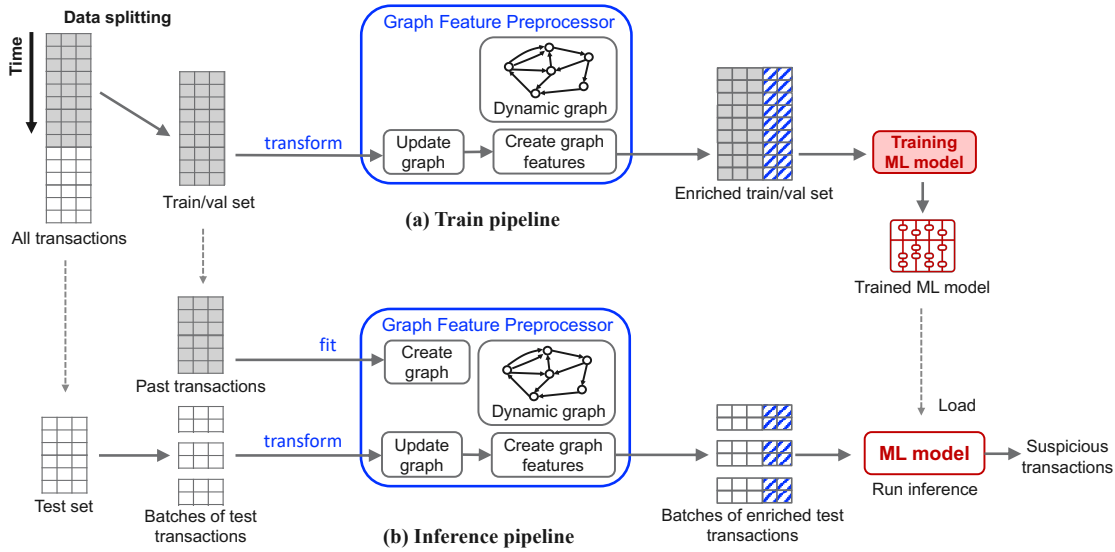 Data splitting
Time
All transactions
Train/val set
transform
Graph Feature Preprocessor
Dynamic graph
Update
graph
Create graph
features
Enriched train/val set
Training
ML model
Trained ML model
(a) Train pipeline
Past transactions
fit
Graph Feature Preprocessor
Create
graph
Dynamic graph
Test set
Batches of test
transactions
transform
Update
graph
Create graph
features
Batches of enriched test
transactions
Load
ML model
Run inference
Suspicious
transactions
(b) Inference pipeline